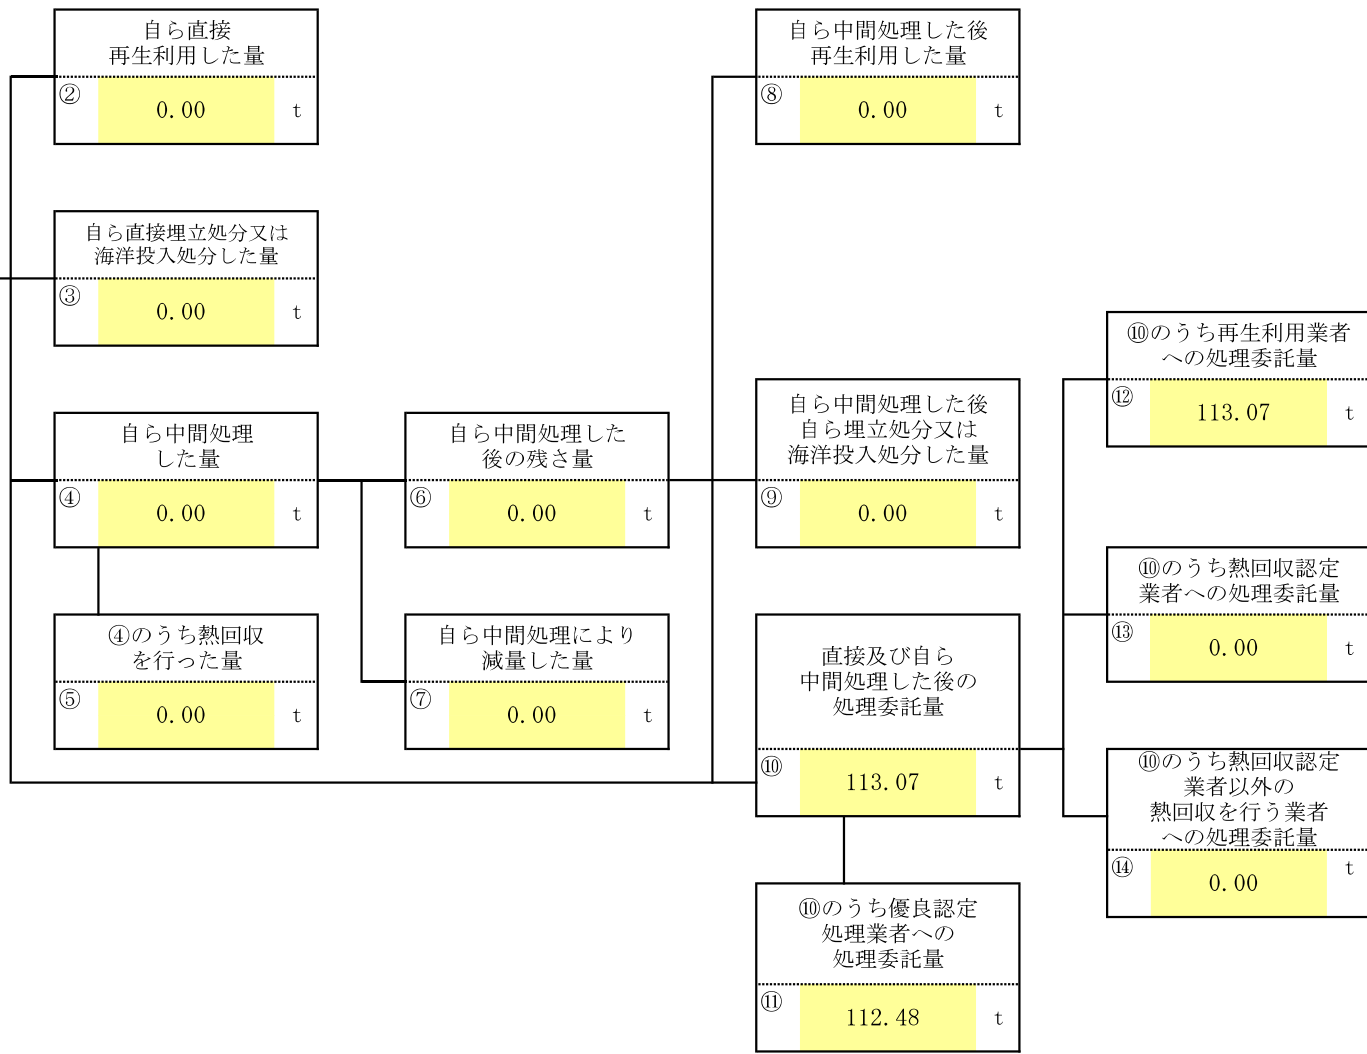 自ら直接
再生利用した量
②
0.00
t
自ら中間処理した後
再生利用した量
⑧
0.00
t
自ら直接埋立処分又は
海洋投入処分した量
③
0.00
t
⑩のうち再生利用業者
への処理委託量
⑫
113.07
t
自ら中間処理
した量
④
0.00
t
自ら中間処理した
後の残さ量
⑥
0.00
t
自ら中間処理した後
自ら埋立処分又は
海洋投入処分した量
⑨
0.00
t
⑩のうち熱回収認定
業者への処理委託量
⑬
0.00
t
④のうち熱回収
を行った量
⑤
0.00
t
自ら中間処理により
減量した量
⑦
0.00
t
直接及び自ら
中間処理した後の
処理委託量
⑩
113.07
t
⑩のうち熱回収認定
業者以外の
熱回収を行う業者
への処理委託量
⑭
0.00
t
⑩のうち優良認定
処理業者への
処理委託量
⑪
112.48
t